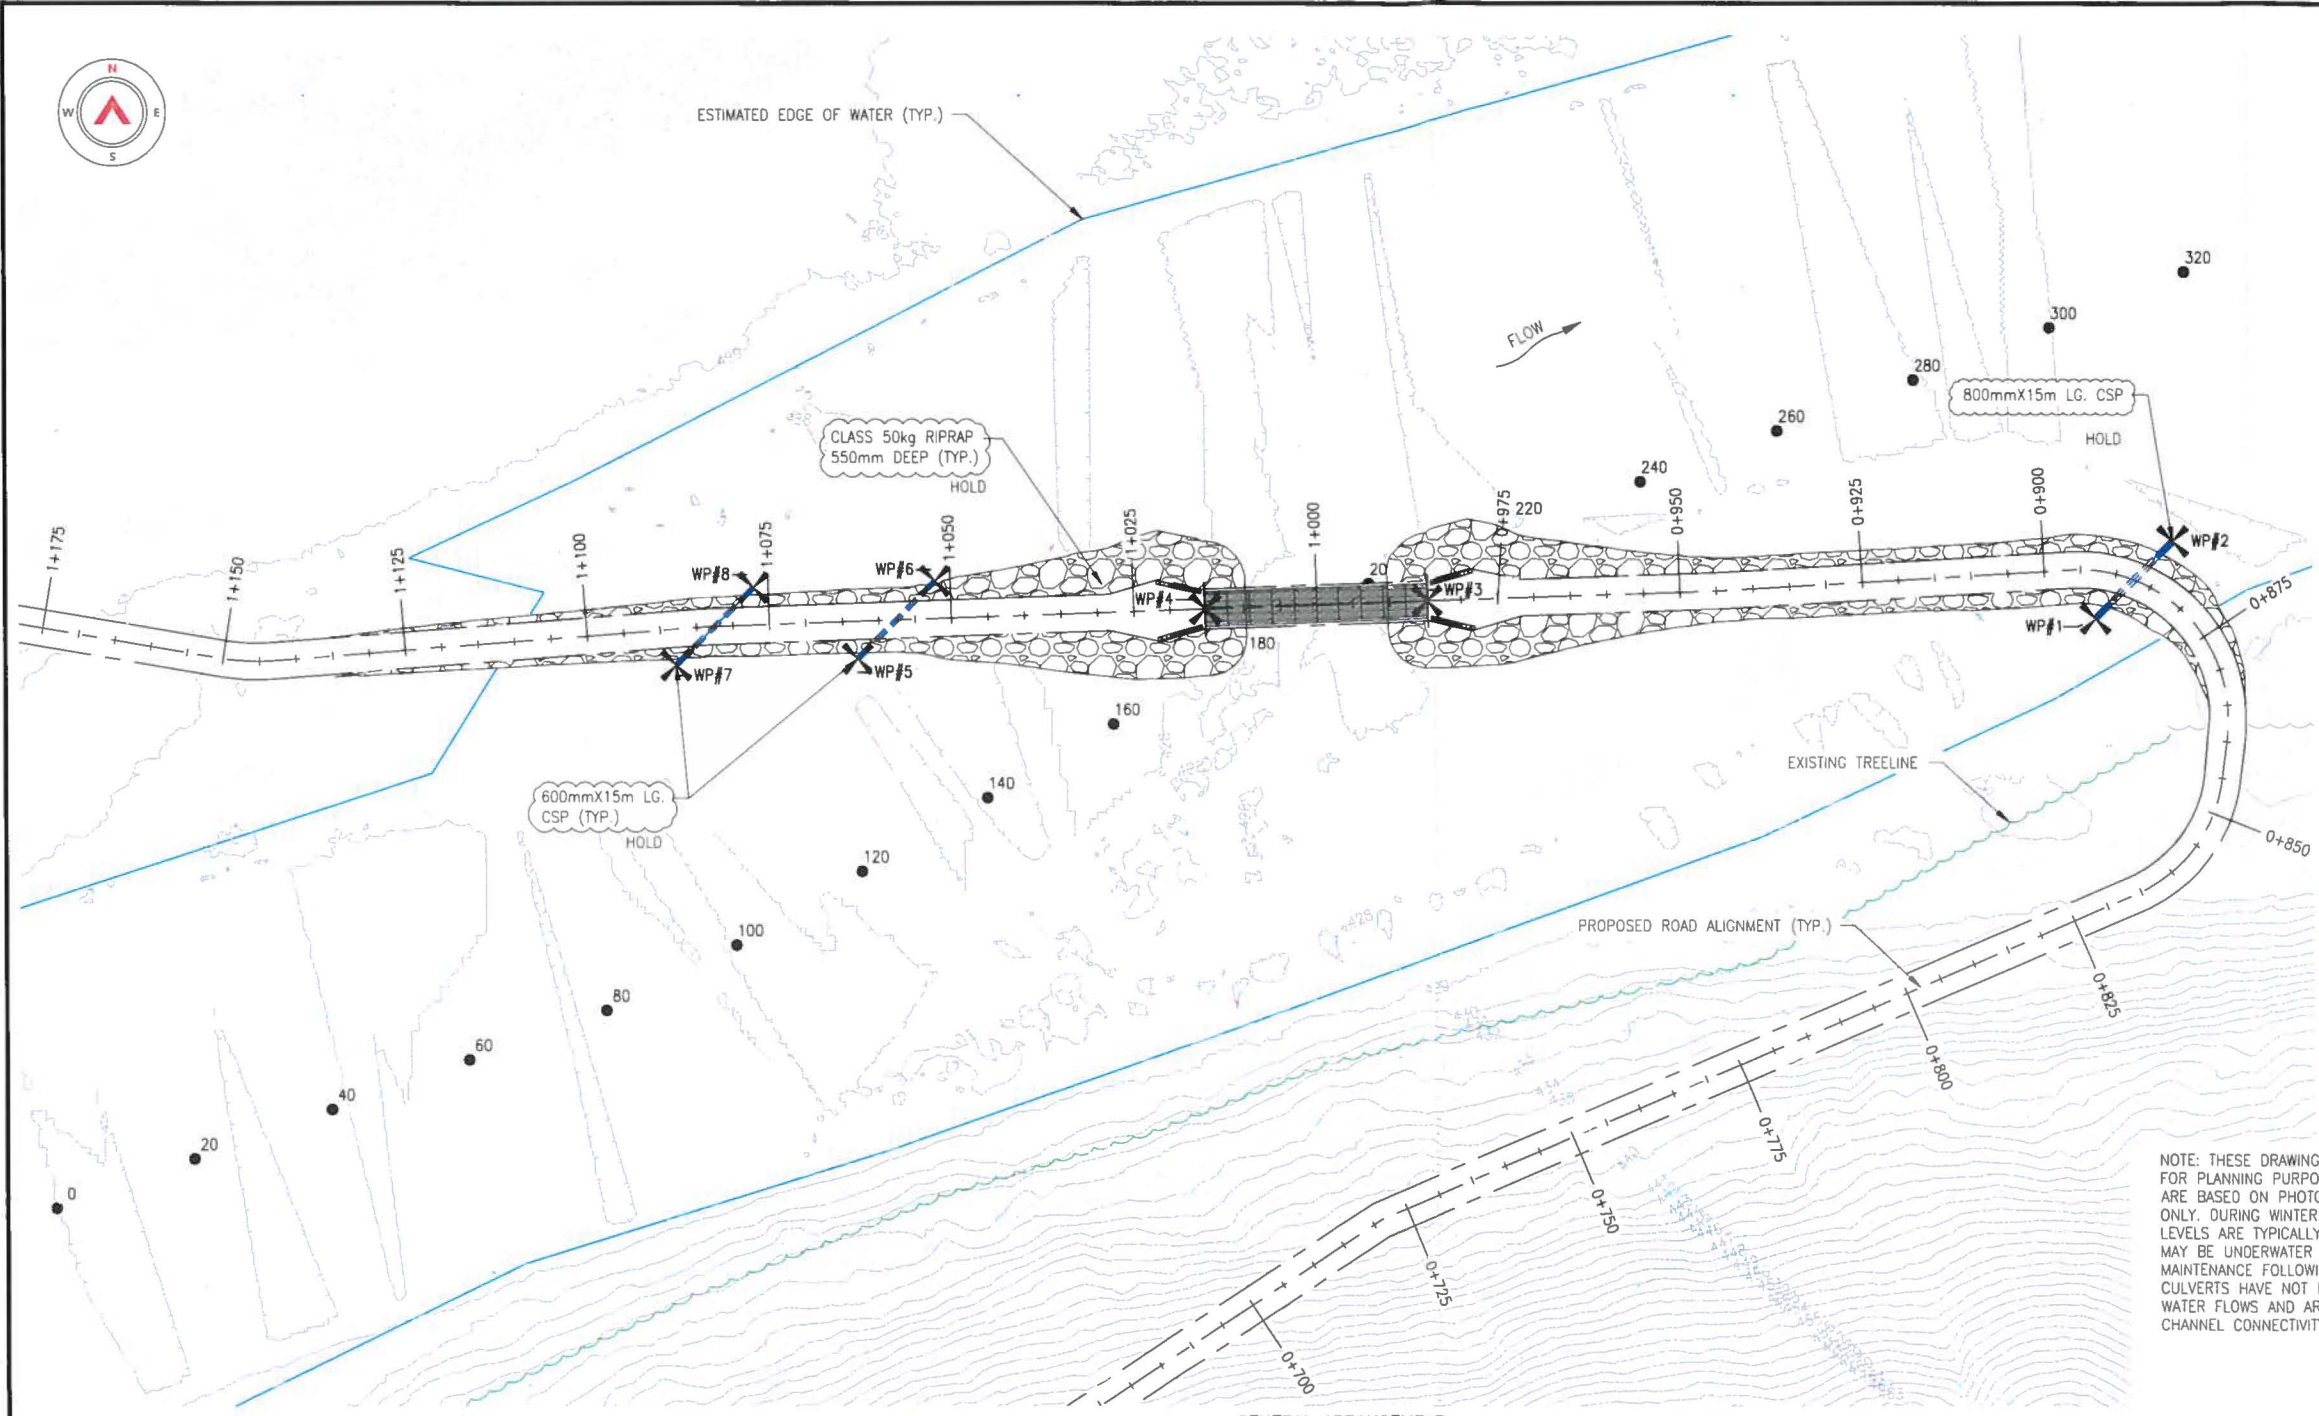 N
W
E
S
ESTIMATED EDGE OF WATER (TYP.)
FLOW
320
300
280
260
240
220
800mmX15m LG. CSP
HOLD
CLASS 50kg RIPRAP
550mm DEEP (TYP.)
HOLD
1+175
1+150
1+125
1+100
1+075
1+050
1+025
1+000
0+975
0+950
0+925
0+900
0+875
0+850
0+825
0+800
0+775
0+750
0+725
0+700
WP#8
WP#6
WP#4
20
WP#3
WP#2
WP#1
WP#7
WP#5
180
160
140
120
100
80
60
40
20
0
600mmX15m LG.
CSP (TYP.)
HOLD
EXISTING TREELINE
PROPOSED ROAD ALIGNMENT (TYP.)
NOTE: THESE DRAWING
FOR PLANNING PURPO
ARE BASED ON PHOTO
ONLY. DURING WINTER
LEVELS ARE TYPICALLY
MAY BE UNDERWATER
MAINTENANCE FOLLOWI
CULVERTS HAVE NOT
WATER FLOWS AND AR
CHANNEL CONNECTIVIT